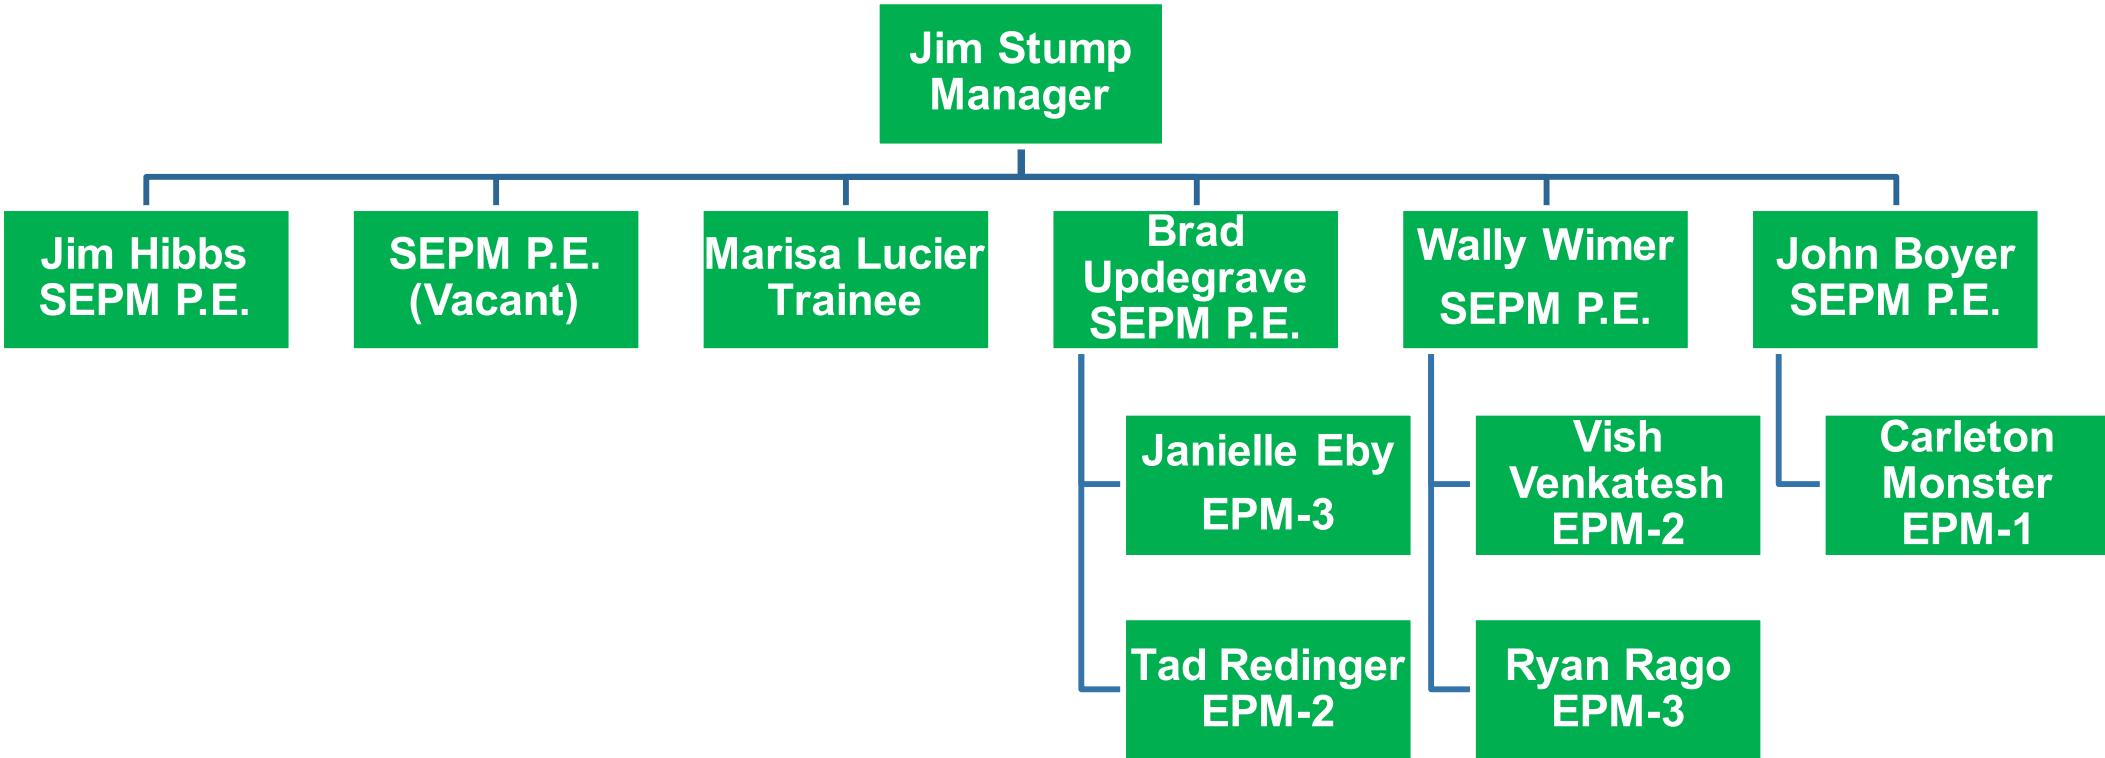 Jim Stump
Manager
Jim Hibbs
SEPM P.E.
SEPM P.E.
(Vacant)
Marisa Lucier
Trainee
Brad
Updegrave
SEPM P.E.
Wally Wimer
SEPM P.E.
John Boyer
SEPM P.E.
Janielle Eby
EPM-3
Vish
Venkatesh
EPM-2
Carleton
Monster
EPM-1
Tad Redinger
EPM-2
Ryan Rago
EPM-3